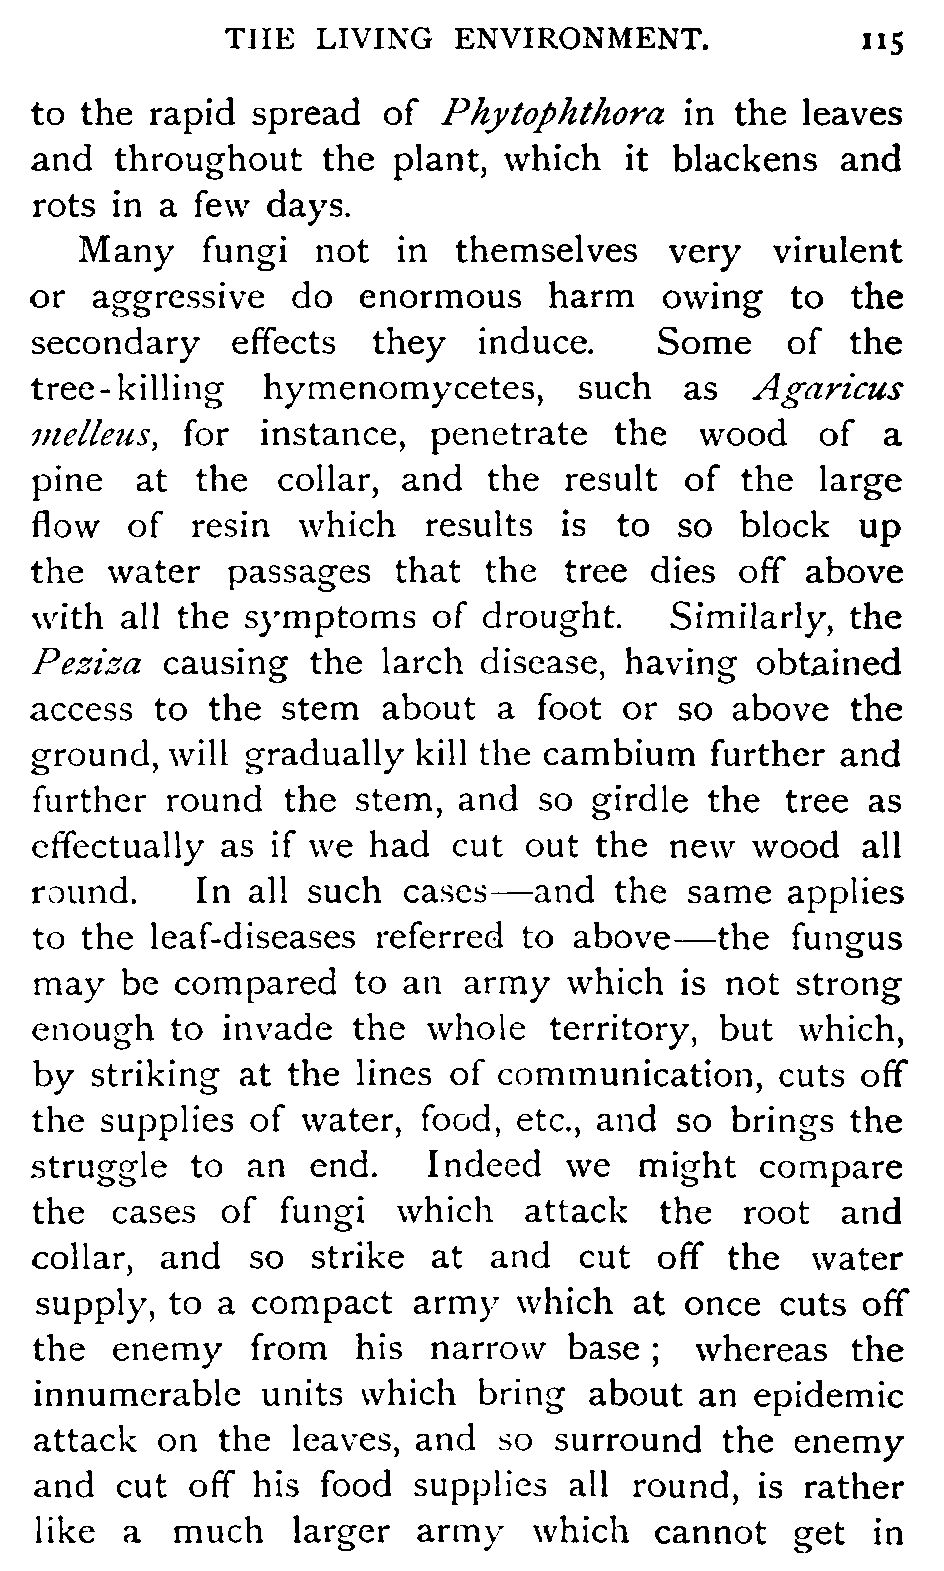 THE LIVING ENVIRONMENT. 115
to the rapid spread of Phytophthora in the leaves
and throughout the plant, which it blackens and
rots in a few days.
Many fungi not in themselves very virulent
or aggressive do enormous harm owing to the
secondary effects they induce. Some of the
tree-killing hymenomycetes, such as Agaricus
melleus, for instance, penetrate the wood of a
pine at the collar, and the result of the large
flow of resin which results is to so block up
the water passages that the tree dies off above
with all the symptoms of drought. Similarly, the
Peziza causing the larch disease, having obtained
access to the stem about a foot or so above the
ground, will gradually kill the cambium further and
further round the stem, and so girdle the tree as
effectually as if we had cut out the new wood all
round. In all such cases—and the same applies
to the leaf-diseases referred to above—the fungus
may be compared to an army which is not strong
enough to invade the whole territory, but which,
by striking at the lines of communication, cuts off
the supplies of water, food, etc., and so brings the
struggle to an end. Indeed we might compare
the cases of fungi which attack the root and
collar, and so strike at and cut off the water
supply, to a compact army which at once cuts off
the enemy from his narrow base ; whereas the
innumerable units which bring about an epidemic
attack on the leaves, and so surround the enemy
and cut off his food supplies all round, is rather
like a much larger army which cannot get in